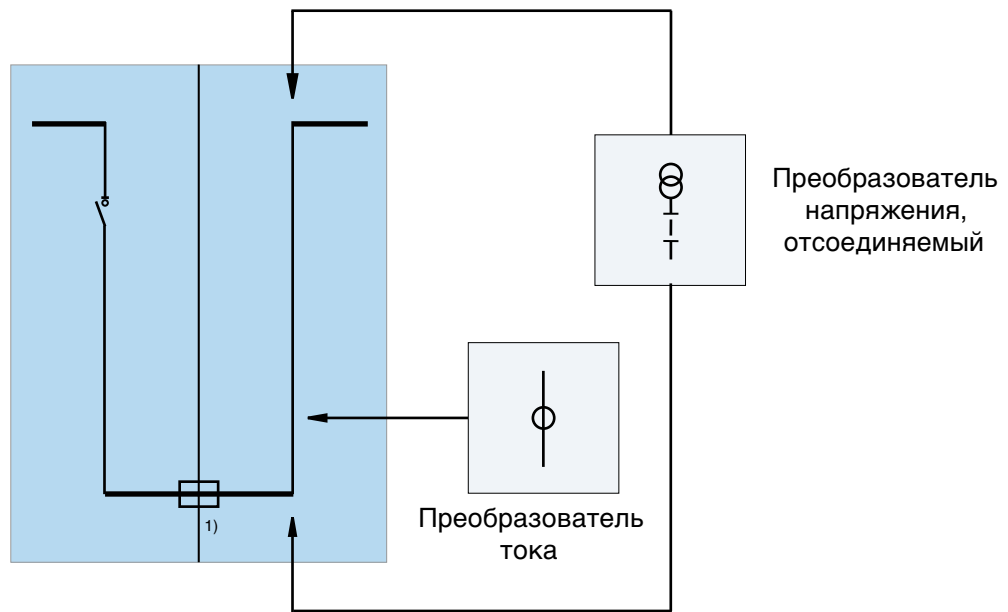 Преобразователь
напряжения,
отсоединяемый
Преобразователь
тока
1)